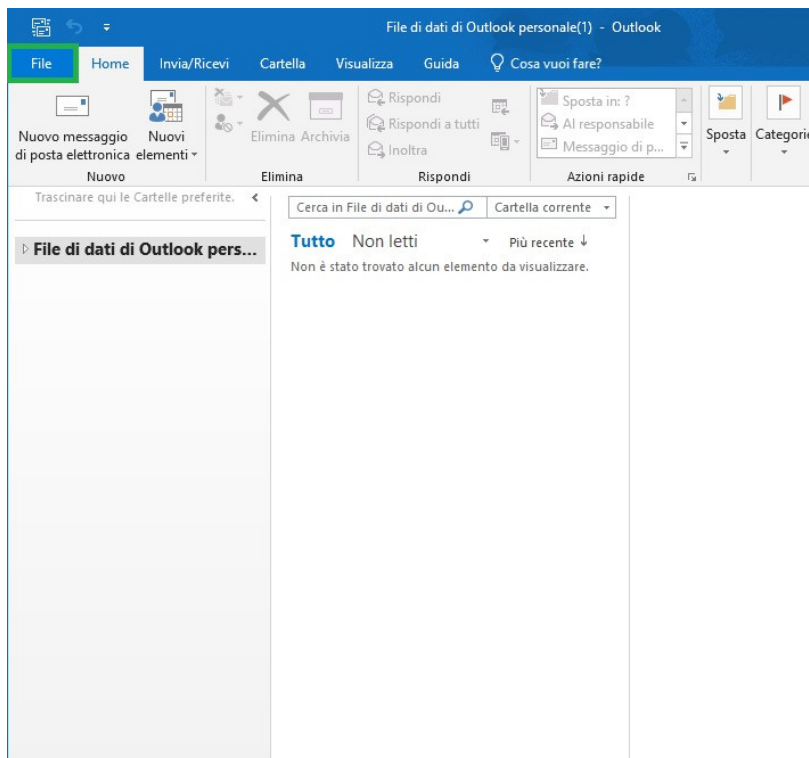 File di dati di Outlook personale(1) - Outlook
File Home Invia/Ricevi Cartella Visualizza Guida Cosa vuoi fare?
Nuovo messaggio
di posta elettronica
Nuovi
elementi
Nuovo
Elimina Archivia
Elimina
Rispondi
Rispondi a tutti
Inoltra
Rispondi
Sposta in: ?
Al responsabile
Messaggio di p...
Azioni rapide
Sposta
Categorie
Trascinare qui le Cartelle preferite.
File di dati di Outlook pers...
Cerca in File di dati di Ou... Cartella corrente
Tutto Non letti Più recente ↓
Non è stato trovato alcun elemento da visualizzare.